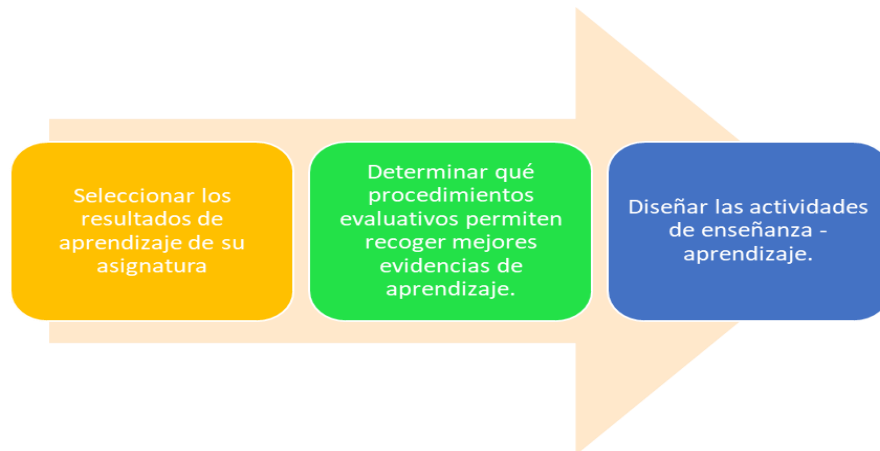 Seleccionar los
resultados de
aprendizaje de su
asignatura
Determinar qué
procedimientos
evaluativos permiten
recoger mejores
evidencias de
aprendizaje.
Diseñar las actividades
de enseñanza -
aprendizaje.